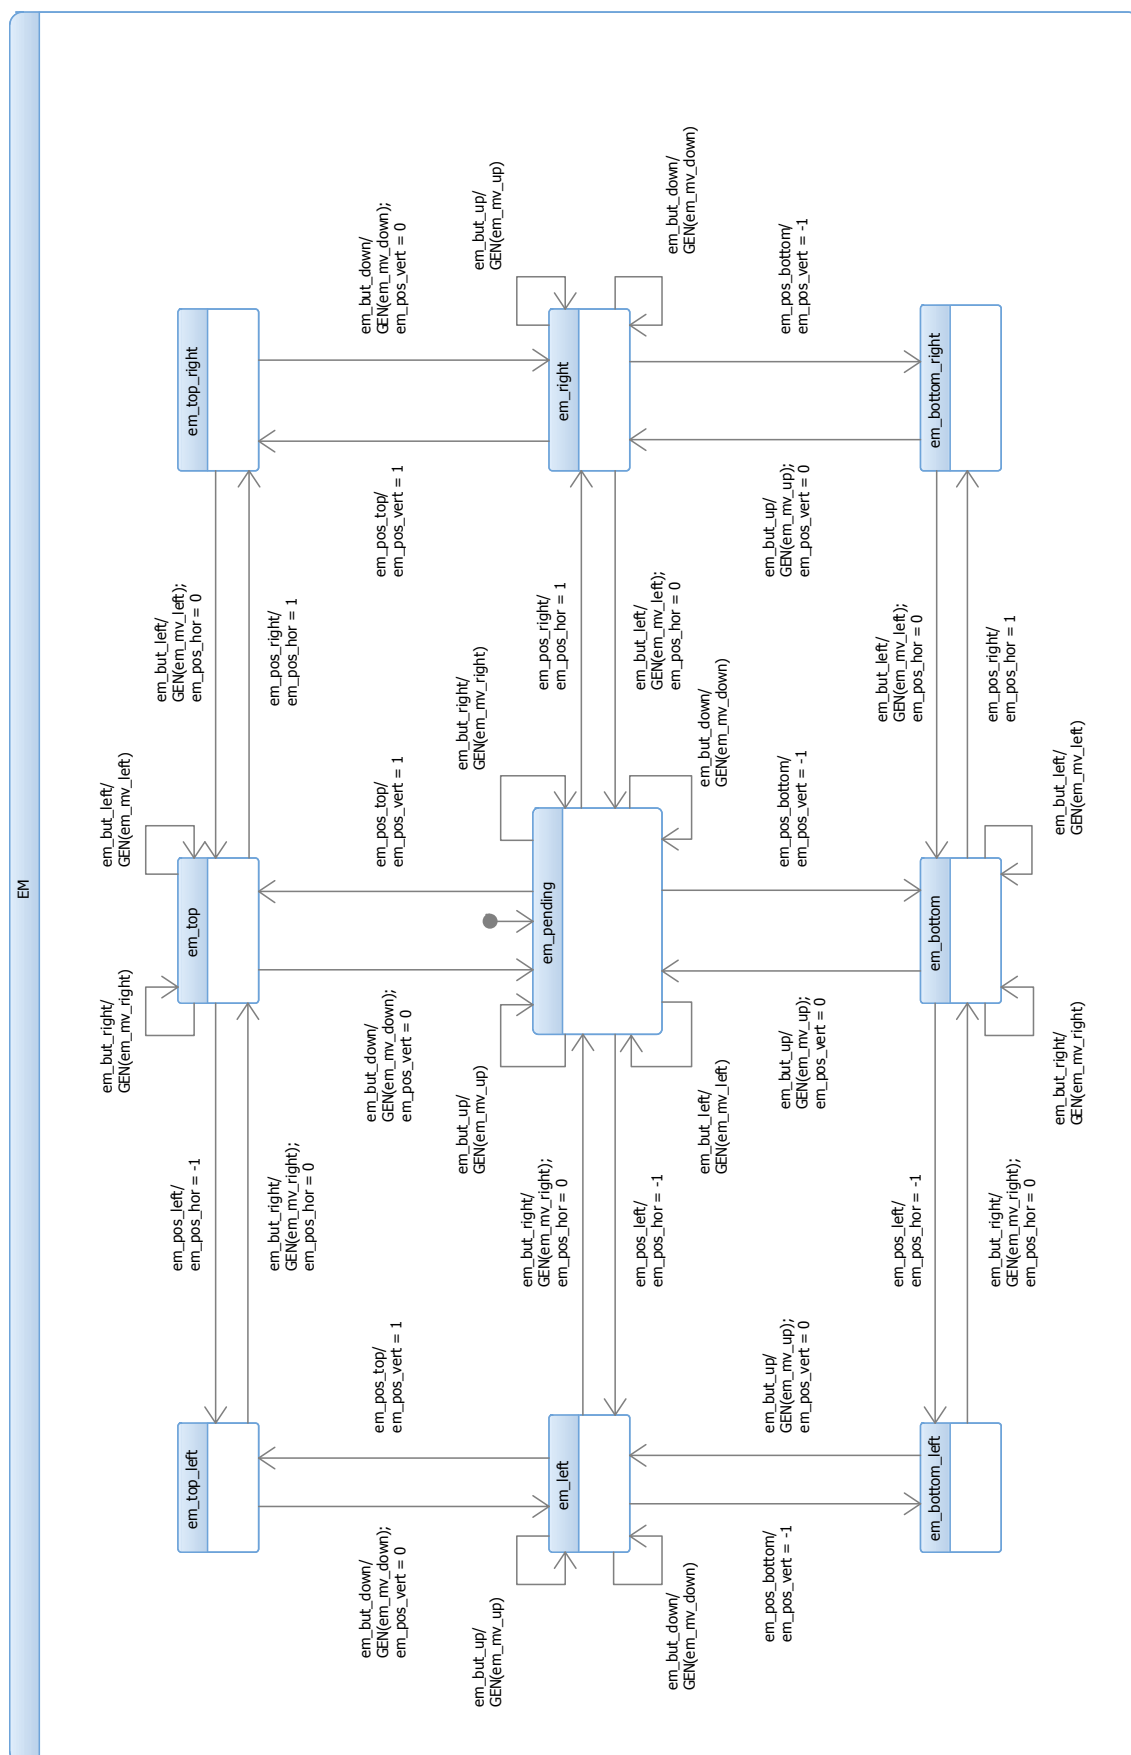 EM
em_top_left
em_pos_left/
em_pos_hor = -1
em_but_right/
GEN(em_mv_right);
em_pos_hor = 0
em_but_right/
GEN(em_mv_right)
em_top
em_but_left/
GEN(em_mv_left)
em_but_left/
GEN(em_mv_left);
em_pos_hor = 0
em_pos_right/
em_pos_hor = 1
em_top_right
em_but_down/
GEN(em_mv_down);
em_pos_vert = 0
em_pos_top/
em_pos_vert = 1
em_but_down/
GEN(em_mv_down);
em_pos_vert = 0
em_pos_top/
em_pos_vert = 1
em_pos_top/
em_pos_vert = 1
em_but_down/
GEN(em_mv_down);
em_pos_vert = 0
em_but_up/
GEN(em_mv_up)
em_left
em_but_down/
GEN(em_mv_down)
em_but_right/
GEN(em_mv_right);
em_pos_hor = 0
em_pos_left/
em_pos_hor = -1
em_but_up/
GEN(em_mv_up)
em_pending
em_but_right/
GEN(em_mv_right)
em_but_left/
GEN(em_mv_left)
em_but_down/
GEN(em_mv_down)
em_pos_right/
em_pos_hor = 1
em_but_left/
GEN(em_mv_left);
em_pos_hor = 0
em_but_up/
GEN(em_mv_up)
em_right
em_but_down/
GEN(em_mv_down)
em_pos_bottom/
em_pos_vert = -1
em_but_up/
GEN(em_mv_up);
em_pos_vert = 0
em_but_up/
GEN(em_mv_up);
em_pos_vert = 0
em_pos_bottom/
em_pos_vert = -1
em_but_up/
GEN(em_mv_up);
em_pos_vert = 0
em_pos_bottom/
em_pos_vert = -1
em_bottom_left
em_pos_left/
em_pos_hor = -1
em_but_right/
GEN(em_mv_right);
em_pos_hor = 0
em_bottom
em_but_right/
GEN(em_mv_right)
em_but_left/
GEN(em_mv_left)
em_but_left/
GEN(em_mv_left);
em_pos_hor = 0
em_pos_right/
em_pos_hor = 1
em_bottom_right